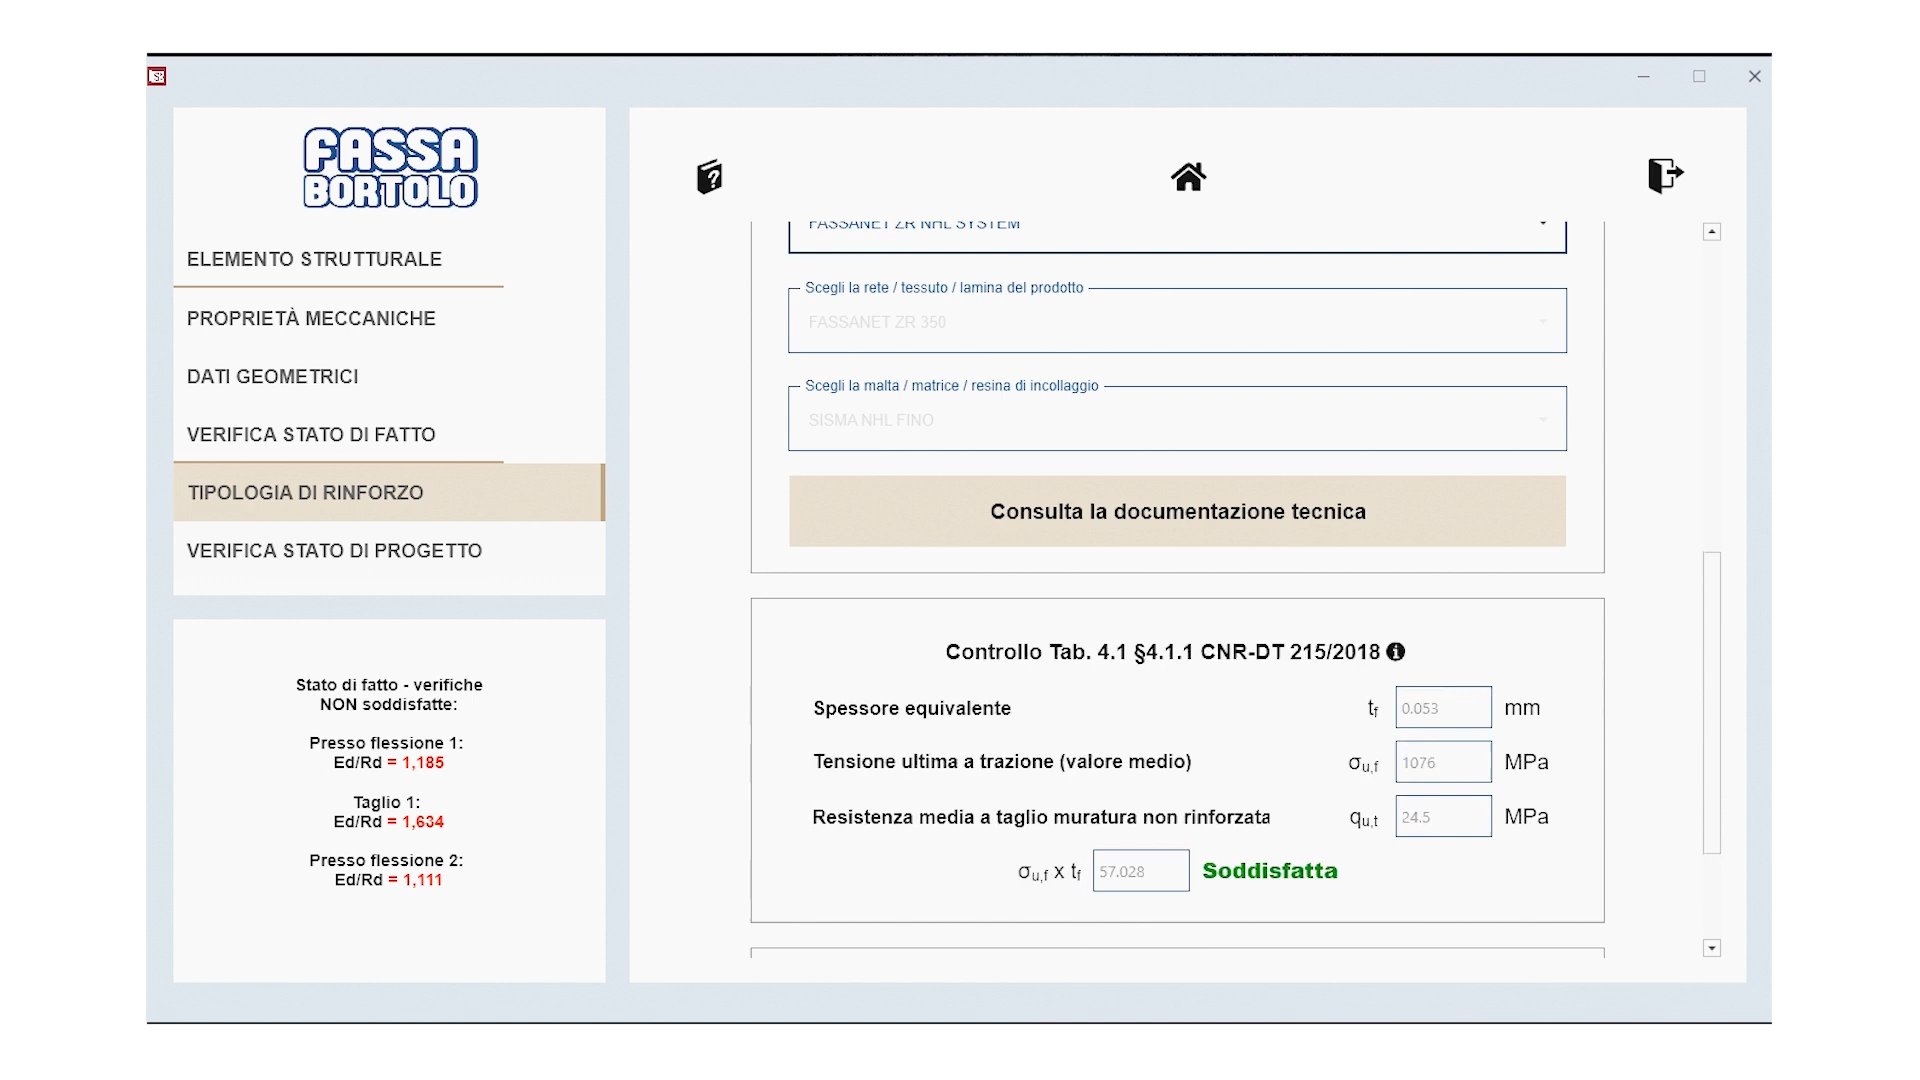 FASSA
BORTOLO
ELEMENTO STRUTTURALE
PROPRIETÀ MECCANICHE
DATI GEOMETRICI
VERIFICA STATO DI FATTO
TIPOLOGIA DI RINFORZO
VERIFICA STATO DI PROGETTO
Stato di fatto - verifiche
NON soddisfatte:
Presso flessione 1:
Ed/Rd = 1,185
Taglio 1:
Ed/Rd = 1,634
Presso flessione 2:
Ed/Rd = 1,111
FASSANET ZR NHL SYSTEM
Scegli la rete / tessuto / lamina del prodotto
FASSANET ZR 350
Scegli la malta / matrice / resina di incollaggio
SISMA NHL FINO
Consulta la documentazione tecnica
Controllo Tab. 4.1 §4.1.1 CNR-DT 215/2018
Spessore equivalente tf 0.053 mm
Tensione ultima a trazione (valore medio) σu,f 1076 MPa
Resistenza media a taglio muratura non rinforzata qu,t 24.5 MPa
σu,f x tf 57.028 Soddisfatta